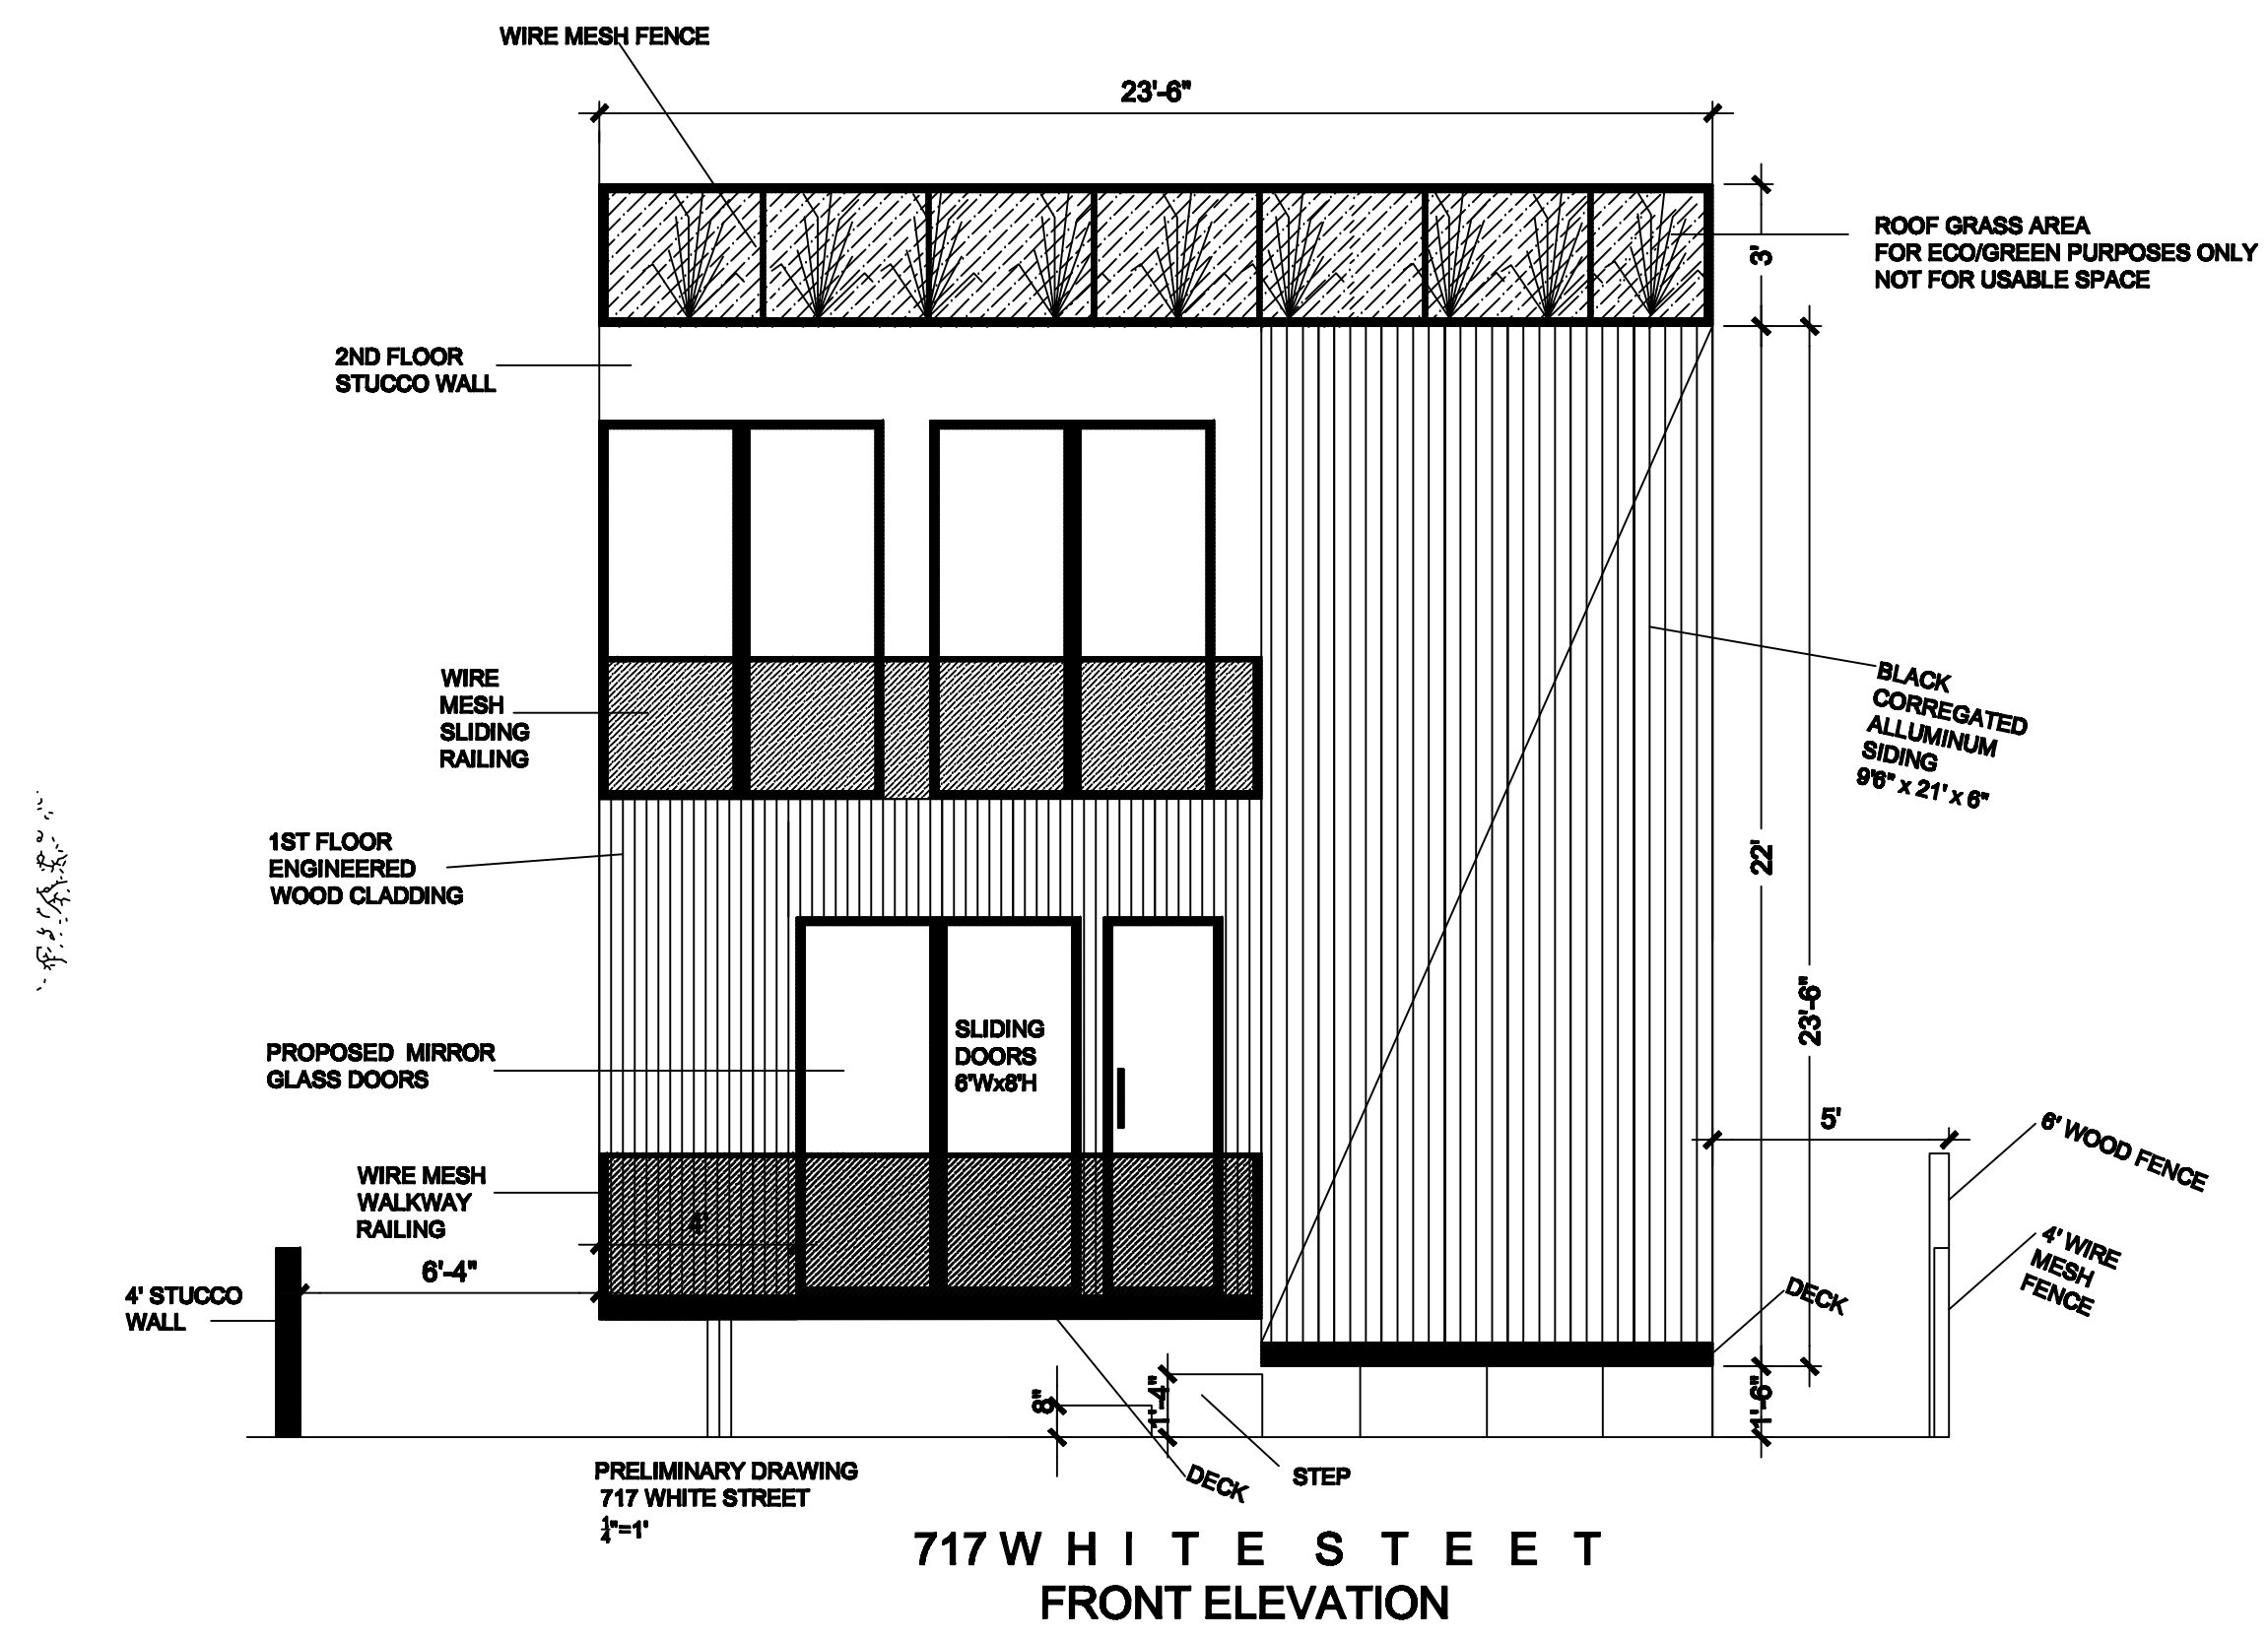 WIRE MESH FENCE
23'-6"
ROOF GRASS AREA
FOR ECO/GREEN PURPOSES ONLY
NOT FOR USABLE SPACE
3'
2ND FLOOR
STUCCO WALL
WIRE
MESH
SLIDING
RAILING
BLACK
CORREGATED
ALLUMINUM
SIDING
9'6" x 21' x 6"
1ST FLOOR
ENGINEERED
WOOD CLADDING
22'
23'-6"
PROPOSED MIRROR
GLASS DOORS
SLIDING
DOORS
6'Wx8'H
5'
6' WOOD FENCE
WIRE MESH
WALKWAY
RAILING
4'
6'-4"
4' WIRE
MESH
FENCE
4' STUCCO
WALL
DECK
8"
1'-4"
1'-6"
PRELIMINARY DRAWING
717 WHITE STREET
1/4"=1'
DECK
STEP
717 W H I T E S T E E T
FRONT ELEVATION